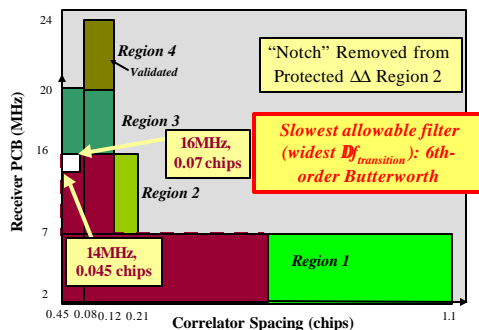 24
Region 4
Validated
"Notch" Removed from
Protected ΔΔ Region 2
20
Region 3
16MHz,
0.07 chips
Slowest allowable filter
(widest Df_transition): 6th-
order Butterworth
16
Region 2
7
14MHz,
0.045 chips
Region 1
2
0.45 0.08 0.12 0.21
1.1
Receiver PCB (MHz)
Correlator Spacing (chips)